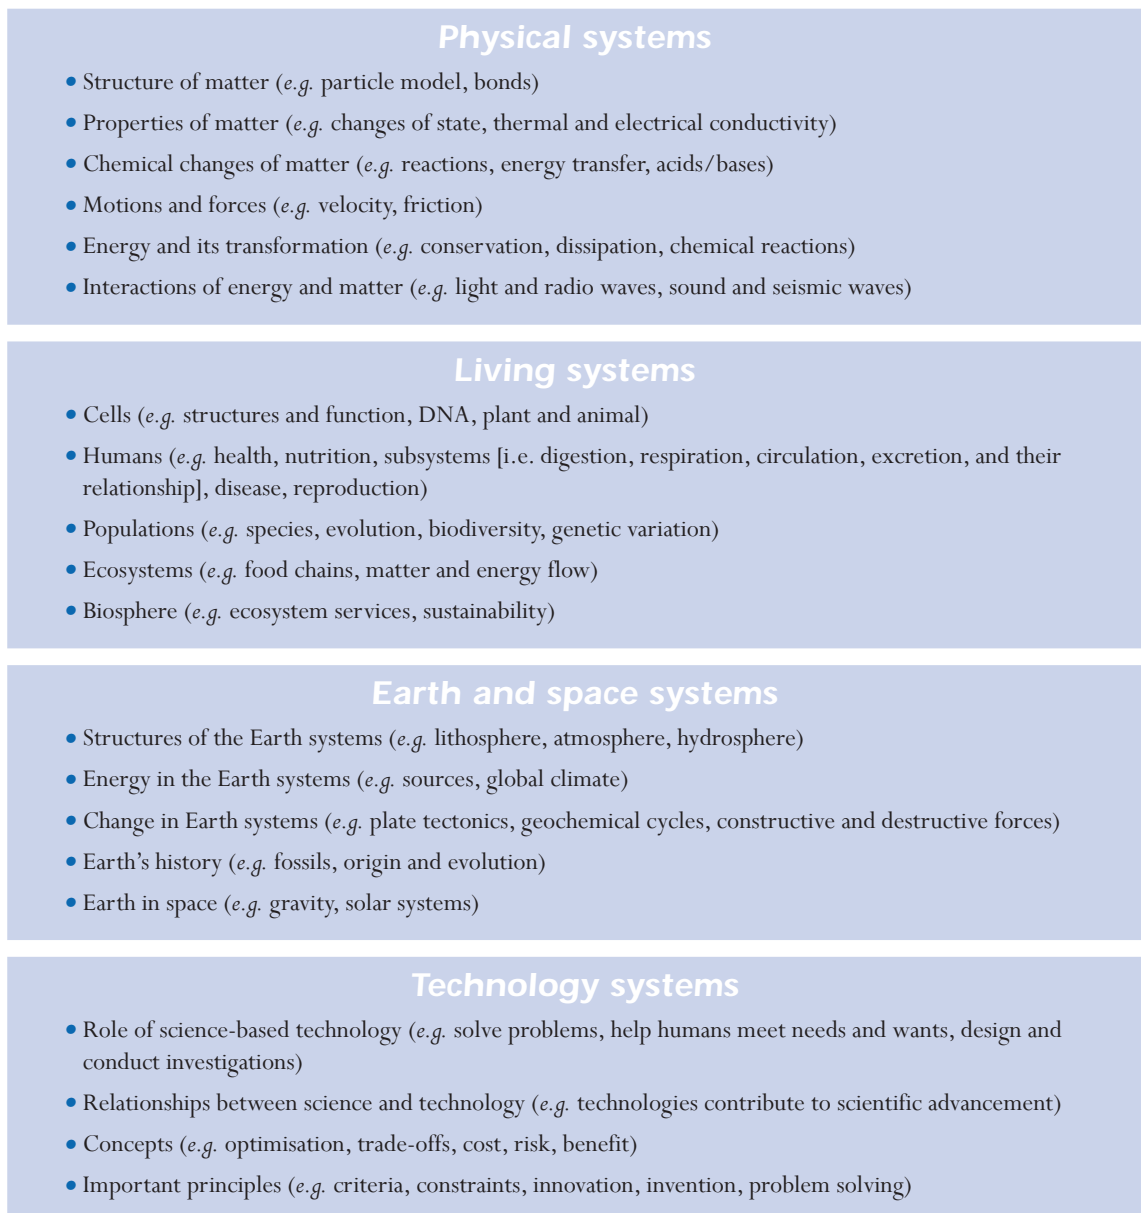 Physical systems
• Structure of matter (e.g. particle model, bonds)
• Properties of matter (e.g. changes of state, thermal and electrical conductivity)
• Chemical changes of matter (e.g. reactions, energy transfer, acids/bases)
• Motions and forces (e.g. velocity, friction)
• Energy and its transformation (e.g. conservation, dissipation, chemical reactions)
• Interactions of energy and matter (e.g. light and radio waves, sound and seismic waves)
Living systems
• Cells (e.g. structures and function, DNA, plant and animal)
• Humans (e.g. health, nutrition, subsystems [i.e. digestion, respiration, circulation, excretion, and their
relationship], disease, reproduction)
• Populations (e.g. species, evolution, biodiversity, genetic variation)
• Ecosystems (e.g. food chains, matter and energy flow)
• Biosphere (e.g. ecosystem services, sustainability)
Earth and space systems
• Structures of the Earth systems (e.g. lithosphere, atmosphere, hydrosphere)
• Energy in the Earth systems (e.g. sources, global climate)
• Change in Earth systems (e.g. plate tectonics, geochemical cycles, constructive and destructive forces)
• Earth’s history (e.g. fossils, origin and evolution)
• Earth in space (e.g. gravity, solar systems)
Technology systems
• Role of science-based technology (e.g. solve problems, help humans meet needs and wants, design and
conduct investigations)
• Relationships between science and technology (e.g. technologies contribute to scientific advancement)
• Concepts (e.g. optimisation, trade-offs, cost, risk, benefit)
• Important principles (e.g. criteria, constraints, innovation, invention, problem solving)